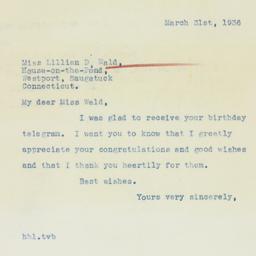 March 31st, 1936
Miss Lillian D. Wald,
House-on-the-Pond,
Westport, Saugatuck
Connecticut.
My dear Miss Wald,
I was glad to receive your birthday
telegram. I want you to know that I greatly
appreciate your congratulations and good wishes
and that I thank you heartily for them.
Best wishes.
Yours very sincerely,
hhl.tvb